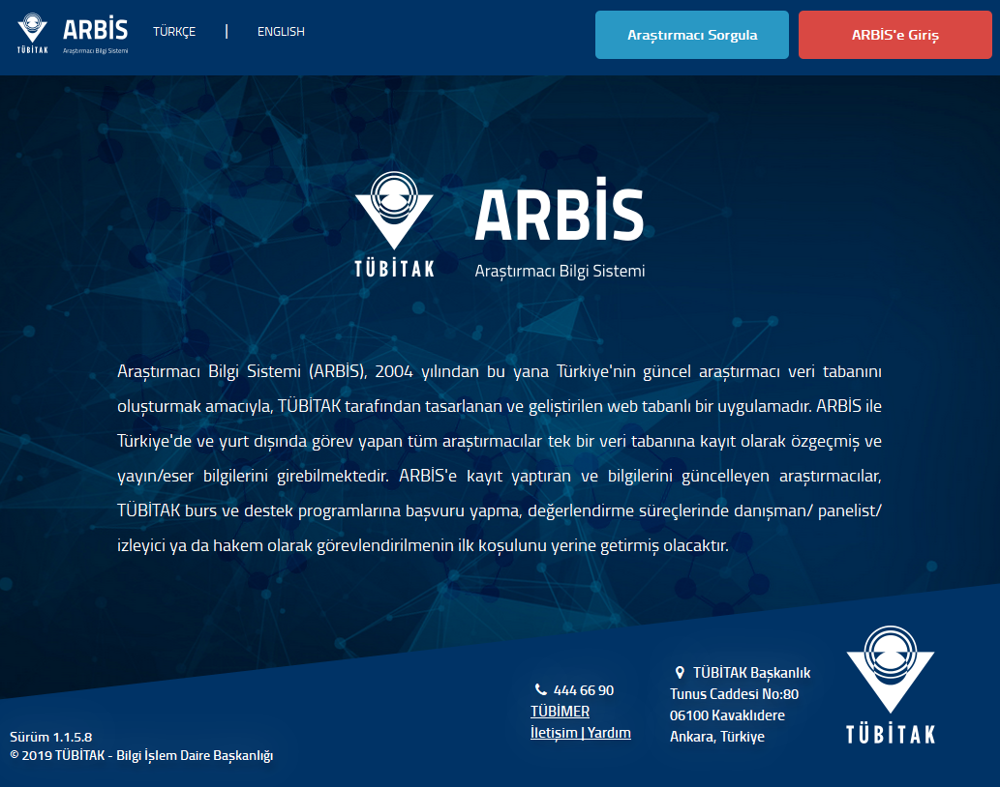 TÜBİTAK
ARBİS
Araştırmacı Bilgi Sistemi
TÜRKÇE | ENGLISH
Araştırmacı Sorgula
ARBİS'e Giriş
TÜBİTAK
ARBİS
Araştırmacı Bilgi Sistemi
Araştırmacı Bilgi Sistemi (ARBİS), 2004 yılından bu yana Türkiye'nin güncel araştırmacı veri tabanını
oluşturmak amacıyla, TÜBİTAK tarafından tasarlanan ve geliştirilen web tabanlı bir uygulamadır. ARBİS ile
Türkiye'de ve yurt dışında görev yapan tüm araştırmacılar tek bir veri tabanına kayıt olarak özgeçmiş ve
yayın/eser bilgilerini girebilmektedir. ARBİS'e kayıt yaptıran ve bilgilerini güncelleyen araştırmacılar,
TÜBİTAK burs ve destek programlarına başvuru yapma, değerlendirme süreçlerinde danışman/ panelist/
izleyici ya da hakem olarak görevlendirilmenin ilk koşulunu yerine getirmiş olacaktır.
444 66 90
TÜBİMER
İletişim | Yardım
TÜBİTAK Başkanlık
Tunus Caddesi No:80
06100 Kavaklıdere
Ankara, Türkiye
TÜBİTAK
Sürüm 1.1.5.8
© 2019 TÜBİTAK - Bilgi İşlem Daire Başkanlığı